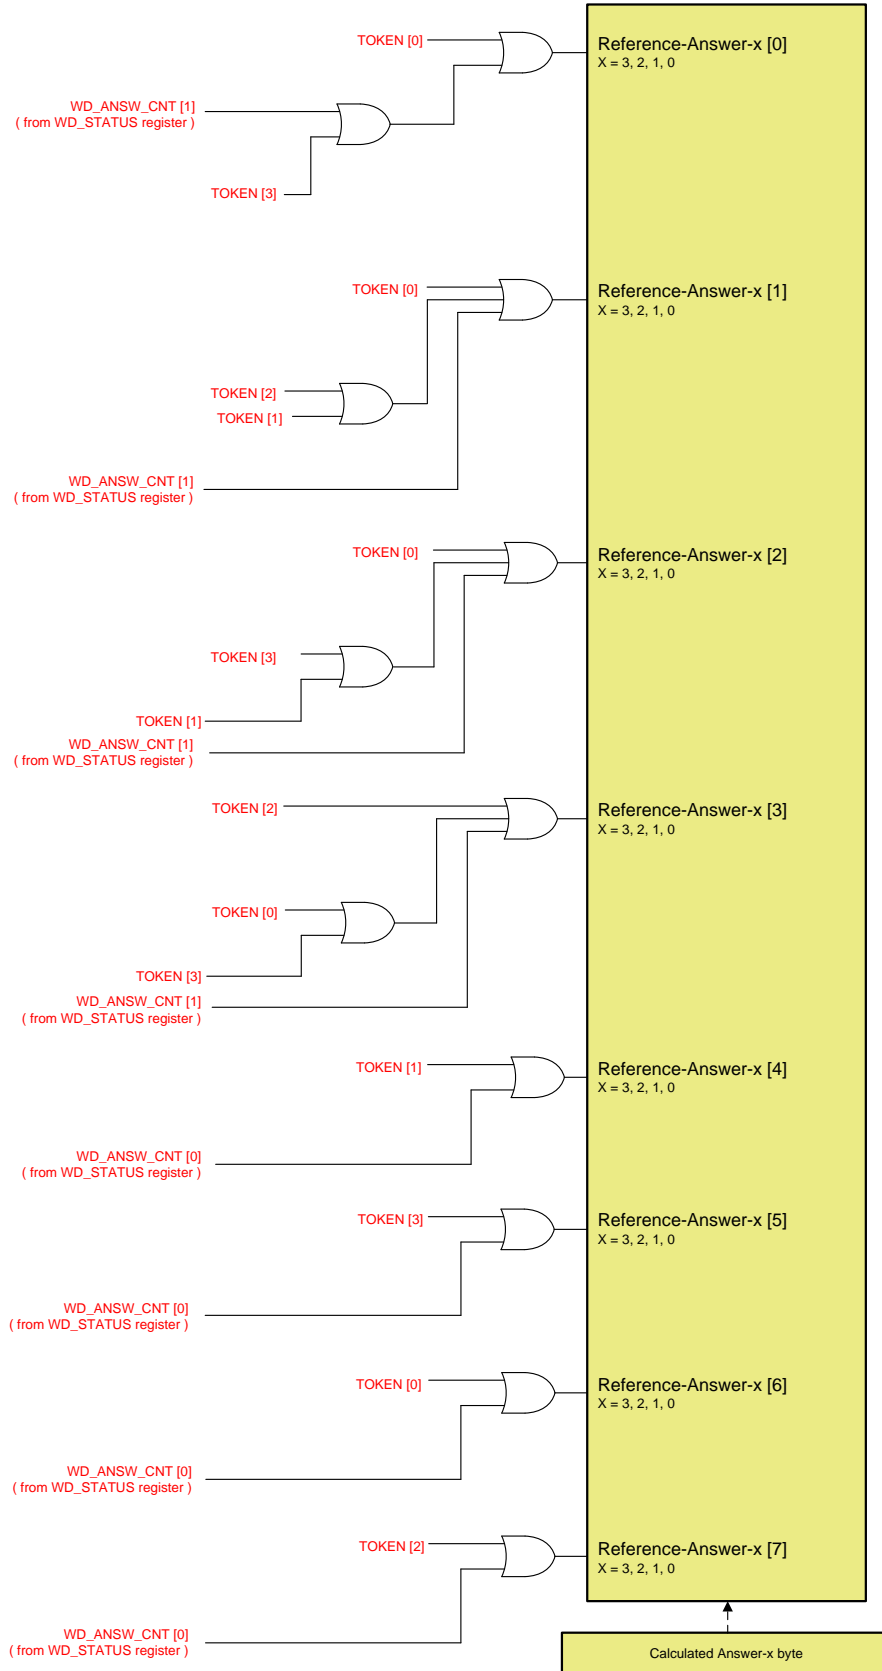 TOKEN [0]
Reference-Answer-x [0]
X = 3, 2, 1, 0
WD_ANSW_CNT [1]
( from WD_STATUS register )
TOKEN [3]
TOKEN [0]
Reference-Answer-x [1]
X = 3, 2, 1, 0
TOKEN [2]
TOKEN [1]
WD_ANSW_CNT [1]
( from WD_STATUS register )
TOKEN [0]
Reference-Answer-x [2]
X = 3, 2, 1, 0
TOKEN [3]
TOKEN [1]
WD_ANSW_CNT [1]
( from WD_STATUS register )
TOKEN [2]
Reference-Answer-x [3]
X = 3, 2, 1, 0
TOKEN [0]
TOKEN [3]
WD_ANSW_CNT [1]
( from WD_STATUS register )
TOKEN [1]
Reference-Answer-x [4]
X = 3, 2, 1, 0
WD_ANSW_CNT [0]
( from WD_STATUS register )
TOKEN [3]
Reference-Answer-x [5]
X = 3, 2, 1, 0
WD_ANSW_CNT [0]
( from WD_STATUS register )
TOKEN [0]
Reference-Answer-x [6]
X = 3, 2, 1, 0
WD_ANSW_CNT [0]
( from WD_STATUS register )
TOKEN [2]
Reference-Answer-x [7]
X = 3, 2, 1, 0
WD_ANSW_CNT [0]
( from WD_STATUS register )
Calculated Answer-x byte